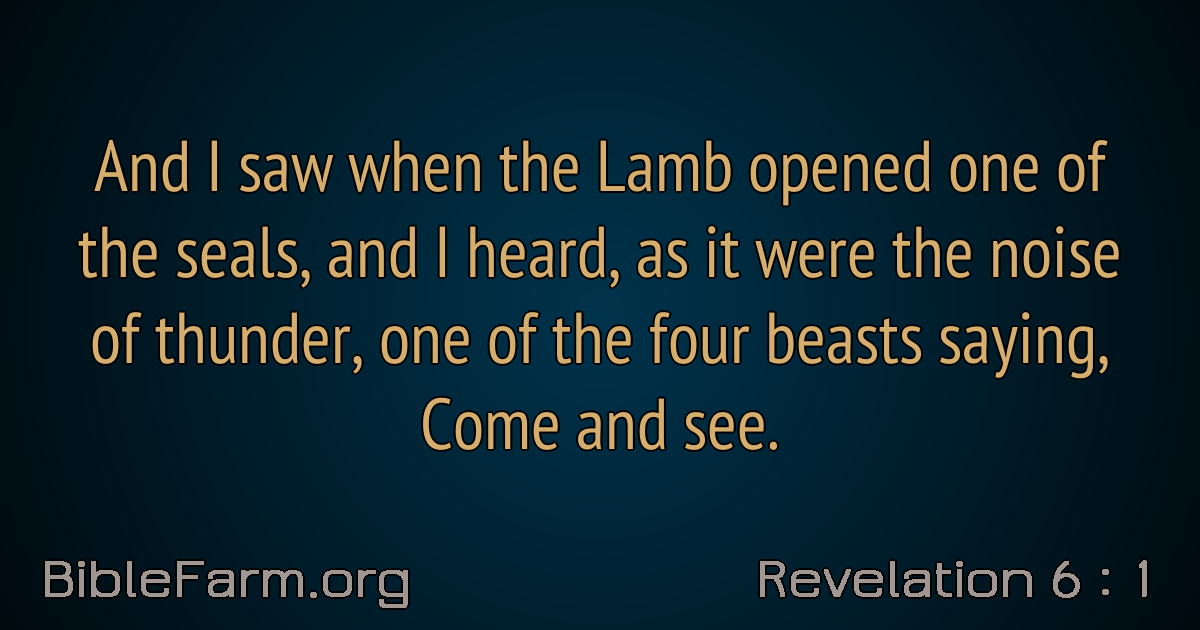 And I saw when the Lamb opened one of
the seals, and I heard, as it were the noise
of thunder, one of the four beasts saying,
Come and see.
BibleFarm.org
Revelation 6 : 1